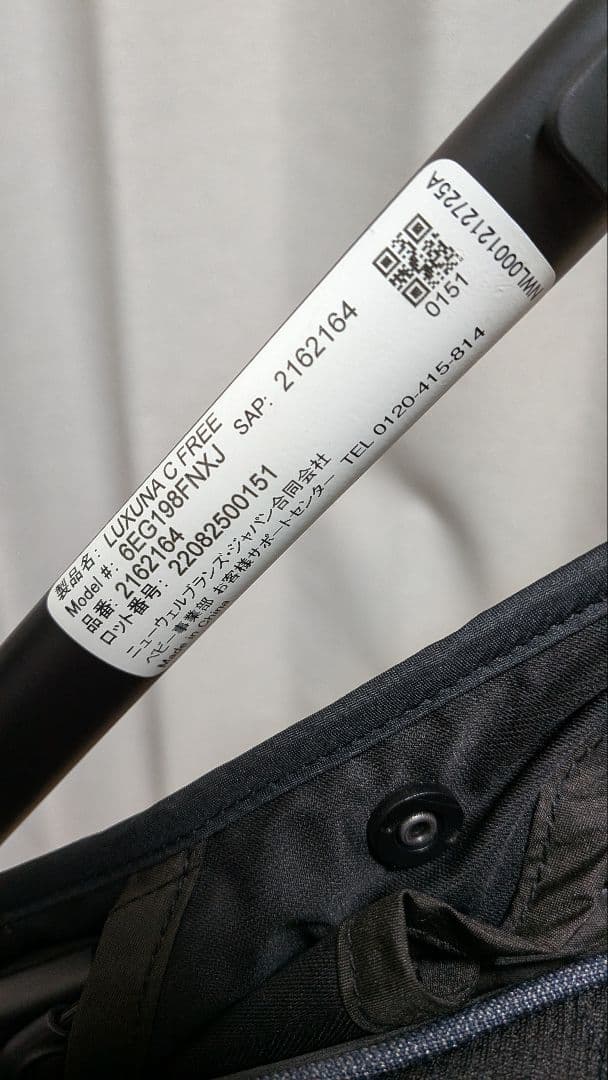 製品名: LUXUNA C FREE
Model #: 6EG198FNXJ SAP: 2162164
品番: 2162164
ロット番号: 22082500151
ニューウェルブランズ・ジャパン合同会社
ベビー事業部 お客様サポートセンター TEL 0120-415-814
Made in China
0151
NWL0001212725A